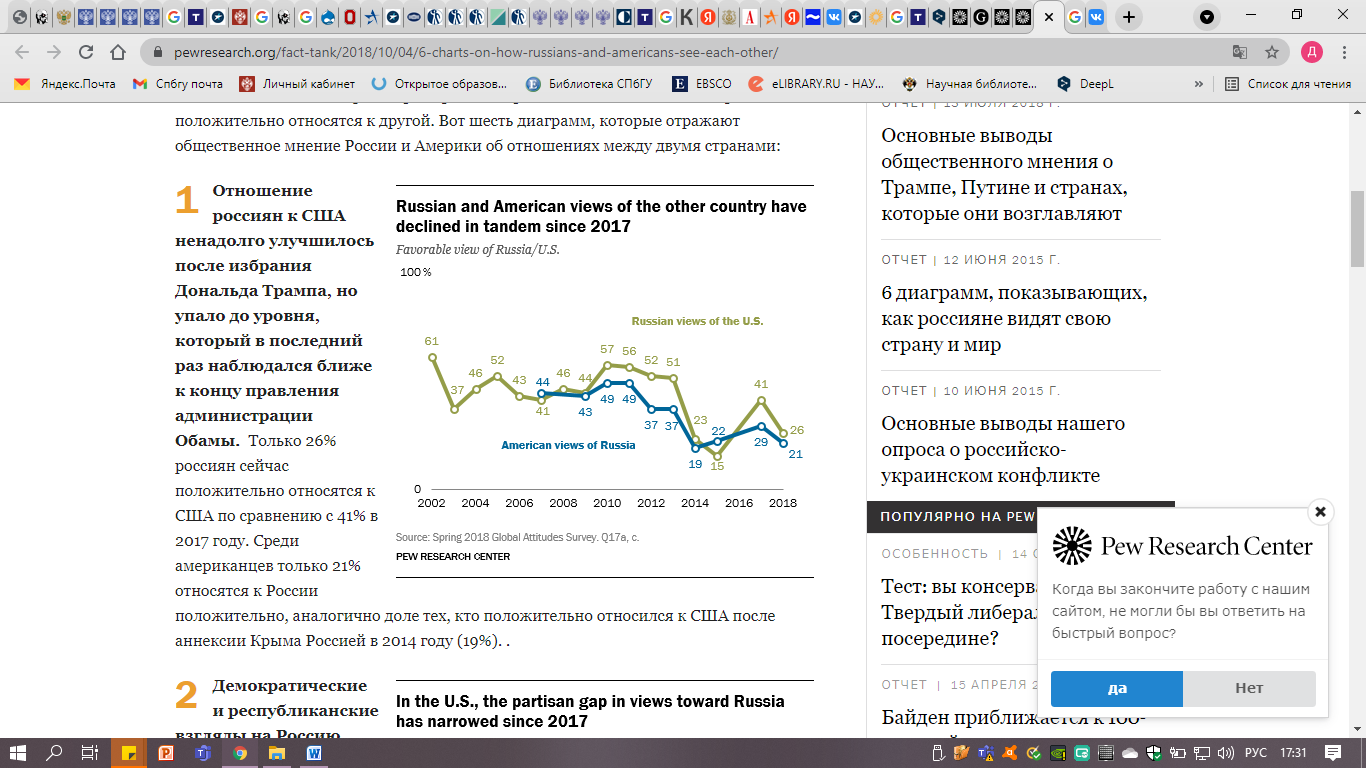 pewresearch.org/fact-tank/2018/10/04/6-charts-on-how-russians-and-americans-see-each-other/
Яндекс.Почта
Спбгу почта
Личный кабинет
Открытое образов...
Библиотека СПбГУ
EBSCO
eLIBRARY.RU - НАУ...
Научная библиоте...
DeepL
»
Список для чтения
положительно относятся к другой. Вот шесть диаграмм, которые отражают
общественное мнение России и Америки об отношениях между двумя странами:
1 Отношение
россиян к США
ненадолго улучшилось
после избрания
Дональда Трампа, но
упало до уровня,
который в последний
раз наблюдался ближе
к концу правления
администрации
Обамы. Только 26%
россиян сейчас
положительно относятся к
США по сравнению с 41% в
2017 году. Среди
американцев только 21%
относятся к России
положительно, аналогично доле тех, кто положительно относился к США после
аннексии Крыма Россией в 2014 году (19%). .
Russian and American views of the other country have
declined in tandem since 2017
Favorable view of Russia/U.S.
100 %
Russian views of the U.S.
61 37 46 52 43 41 46 44 57 56 52 51 23 15 41 26
44 43 49 49 37 37 19 22 29 21
American views of Russia
0
2002 2004 2006 2008 2010 2012 2014 2016 2018
Source: Spring 2018 Global Attitudes Survey. Q17a, c.
PEW RESEARCH CENTER
2 Демократические
и республиканские
взгляды на Россию
In the U.S., the partisan gap in views toward Russia
has narrowed since 2017
ОТЧЕТ | 13 ИЮЛЯ 2018 Г.
Основные выводы
общественного мнения о
Трампе, Путине и странах,
которые они возглавляют
ОТЧЕТ | 12 ИЮНЯ 2015 Г.
6 диаграмм, показывающих,
как россияне видят свою
страну и мир
ОТЧЕТ | 10 ИЮНЯ 2015 Г.
Основные выводы нашего
опроса о российско-
украинском конфликте
ПОПУЛЯРНО НА PEW
ОСОБЕННОСТЬ | 14
Тест: вы консерва
Твердый либерал
посередине?
ОТЧЕТ | 15 АПРЕЛЯ 2
Байден приближается к 100-
Pew Research Center
Когда вы закончите работу с нашим
сайтом, не могли бы вы ответить на
быстрый вопрос?
да
Нет
РУС
17:31